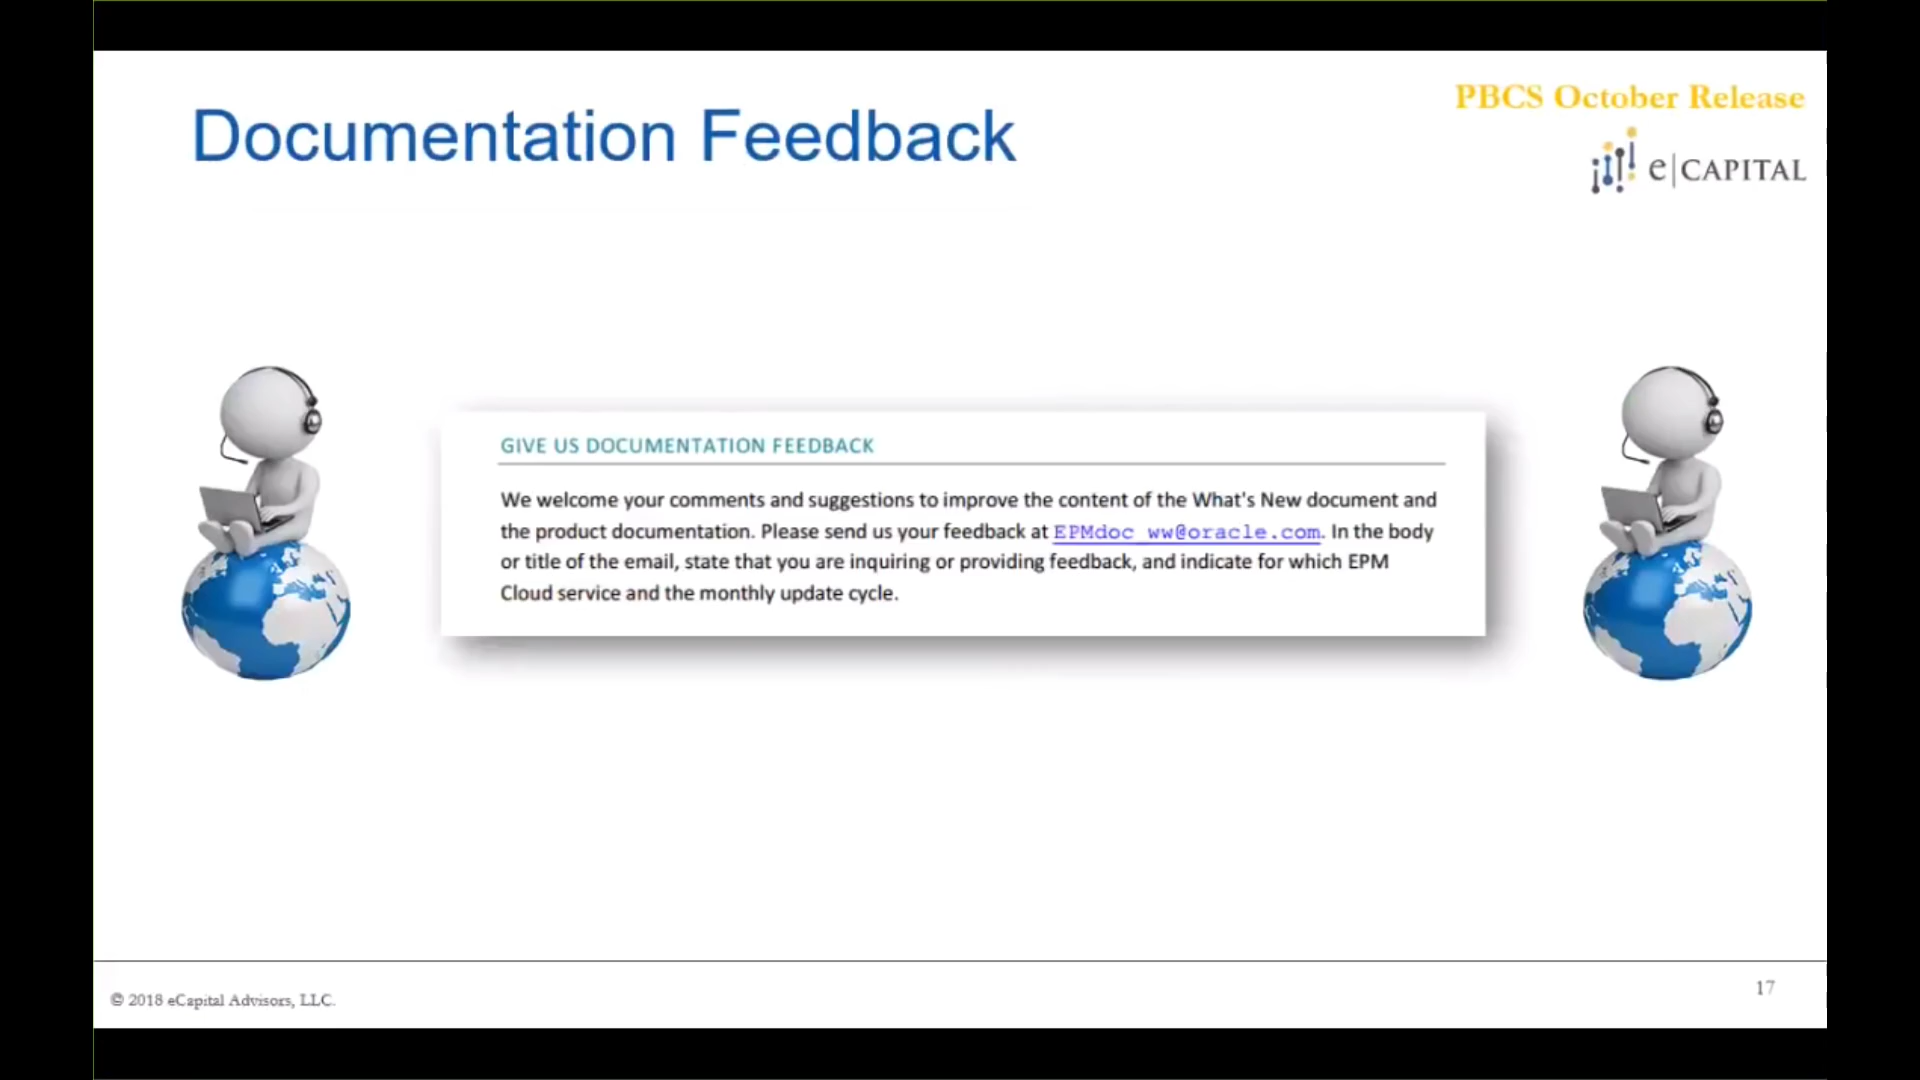 Documentation Feedback
PBCS October Release
e|CAPITAL
GIVE US DOCUMENTATION FEEDBACK
We welcome your comments and suggestions to improve the content of the What's New document and
the product documentation. Please send us your feedback at EPMdoc_ww@oracle.com. In the body
or title of the email, state that you are inquiring or providing feedback, and indicate for which EPM
Cloud service and the monthly update cycle.
© 2018 eCapital Advisors, LLC.
17